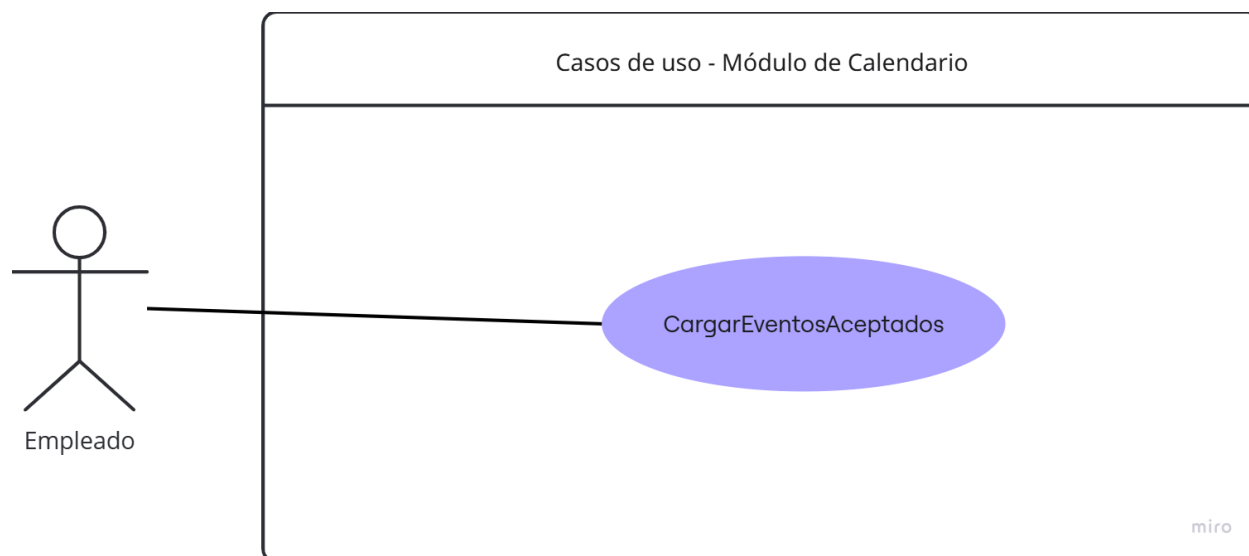 Casos de uso - Módulo de Calendario
CargarEventosAceptados
Empleado
miro